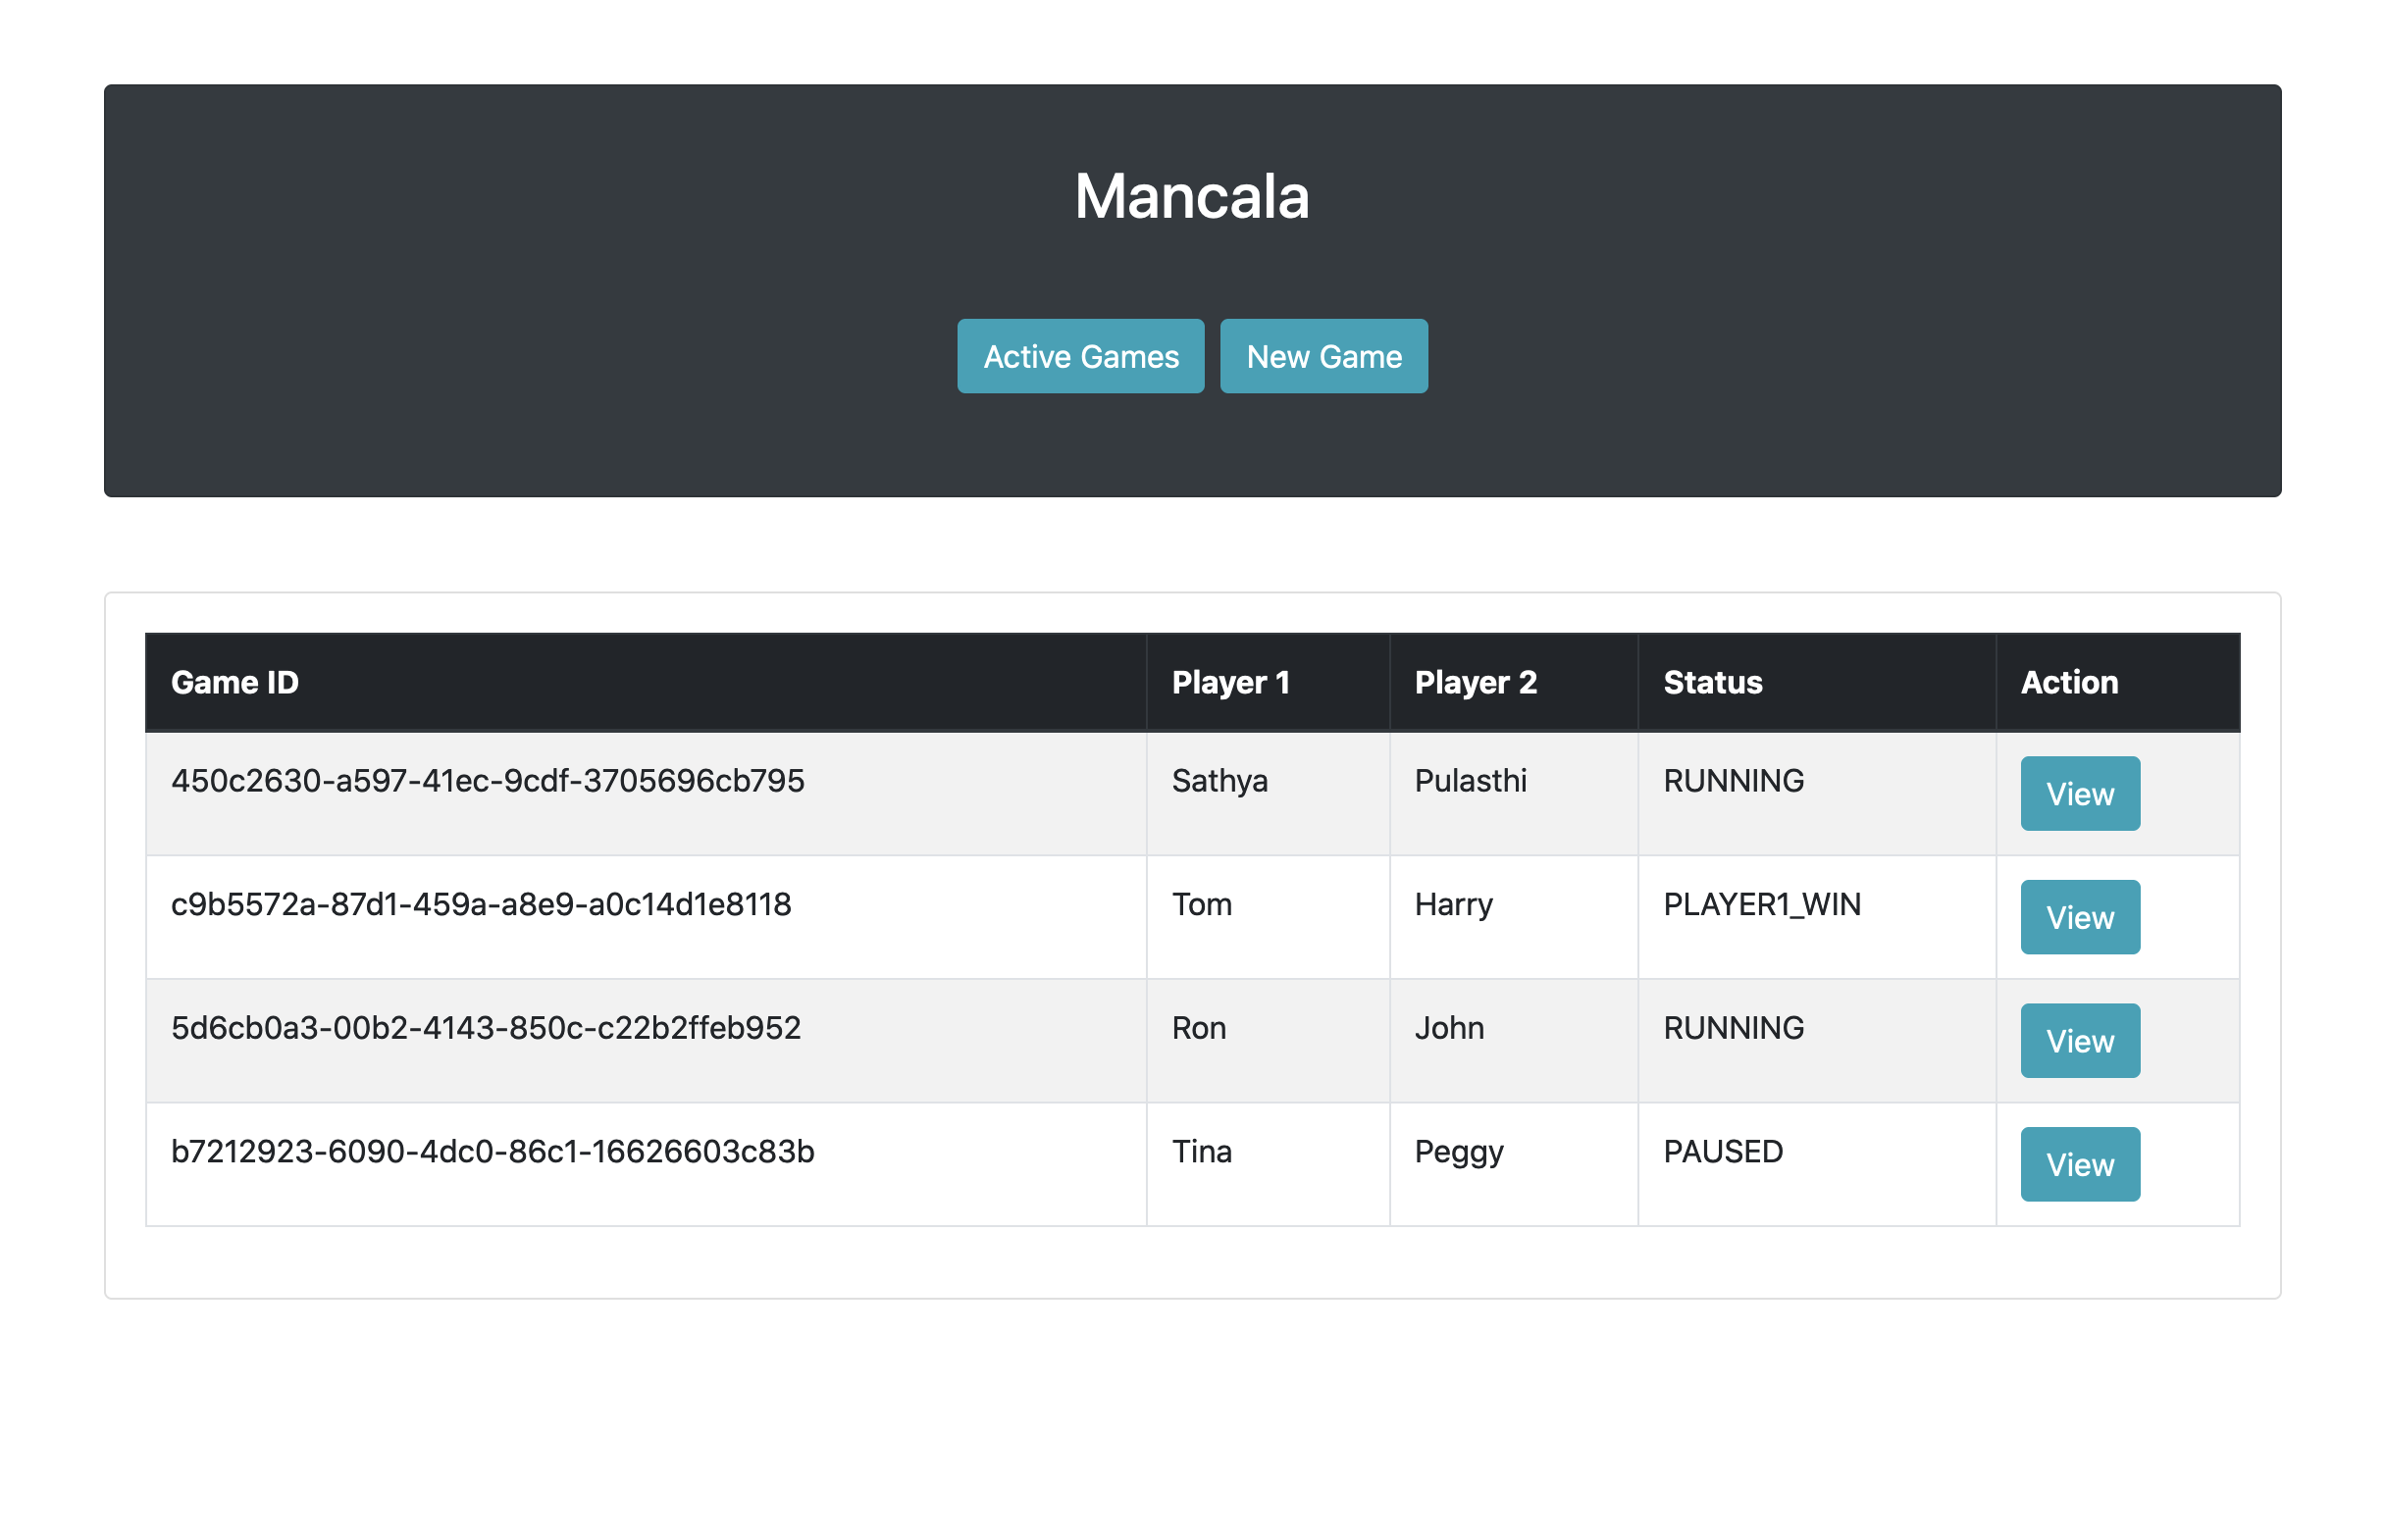 Mancala
Active Games New Game
Game ID Player 1 Player 2 Status Action
450c2630-a597-41ec-9cdf-3705696cb795 Sathya Pulasthi RUNNING View
c9b5572a-87d1-459a-a8e9-a0c14d1e8118 Tom Harry PLAYER1_WIN View
5d6cb0a3-00b2-4143-850c-c22b2ffeb952 Ron John RUNNING View
b7212923-6090-4dc0-86c1-16626603c83b Tina Peggy PAUSED View